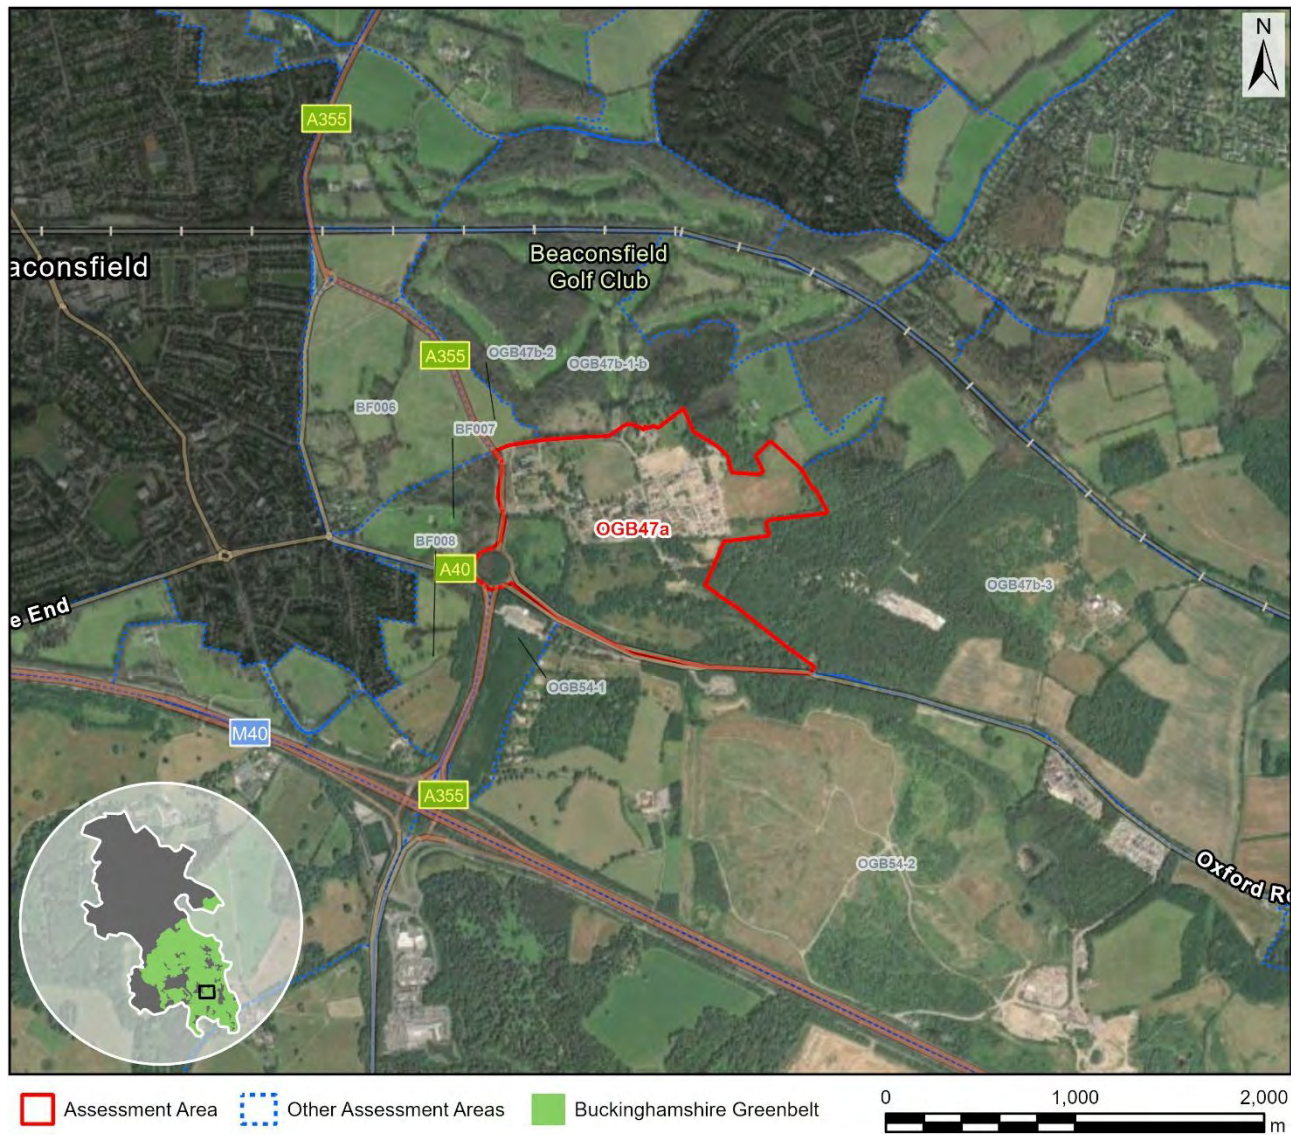 N
A355
Beaconsfield
Golf Club
aconsfield
A355
OGB47b-2
OGB47b-1-b
BF006
BF007
OGB47a
BF008
A40
OGB47b-3
e End
OGB54-1
M40
A355
OGB54-2
Oxford Ro
Assessment Area
Other Assessment Areas
Buckinghamshire Greenbelt
0 1,000 2,000
m